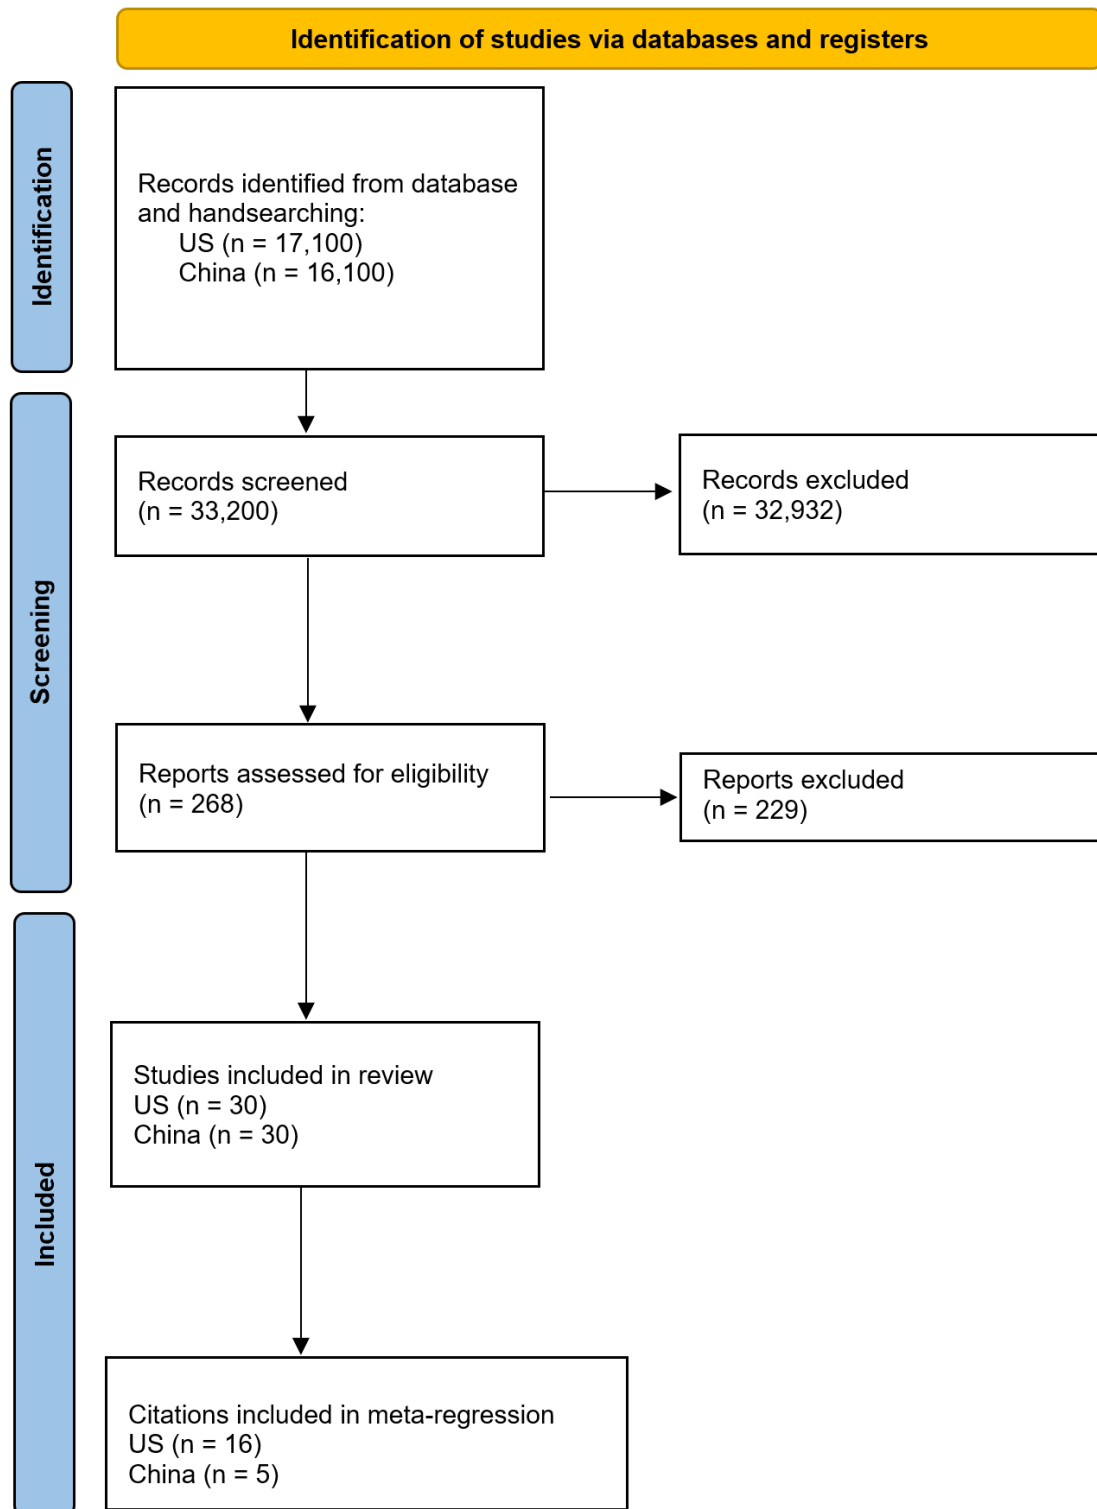 Identification of studies via databases and registers
Identification
Records identified from database
and handsearching:
US (n = 17,100)
China (n = 16,100)
Screening
Records screened
(n = 33,200)
Records excluded
(n = 32,932)
Reports assessed for eligibility
(n = 268)
Reports excluded
(n = 229)
Included
Studies included in review
US (n = 30)
China (n = 30)
Citations included in meta-regression
US (n = 16)
China (n = 5)